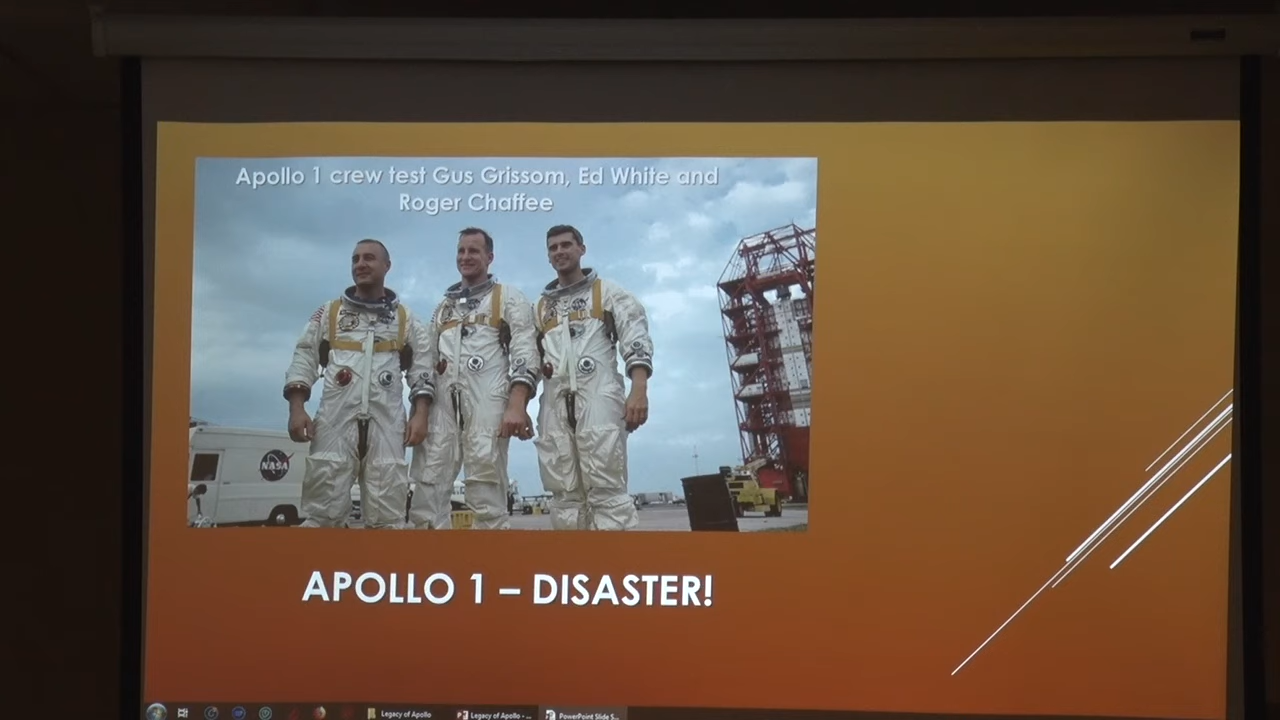 Apollo 1 crew test Gus Grissom, Ed White and
Roger Chaffee
NASA
APOLLO 1 – DISASTER!
Legacy of Apollo
Legacy of Apollo - ...
PowerPoint Slide S...